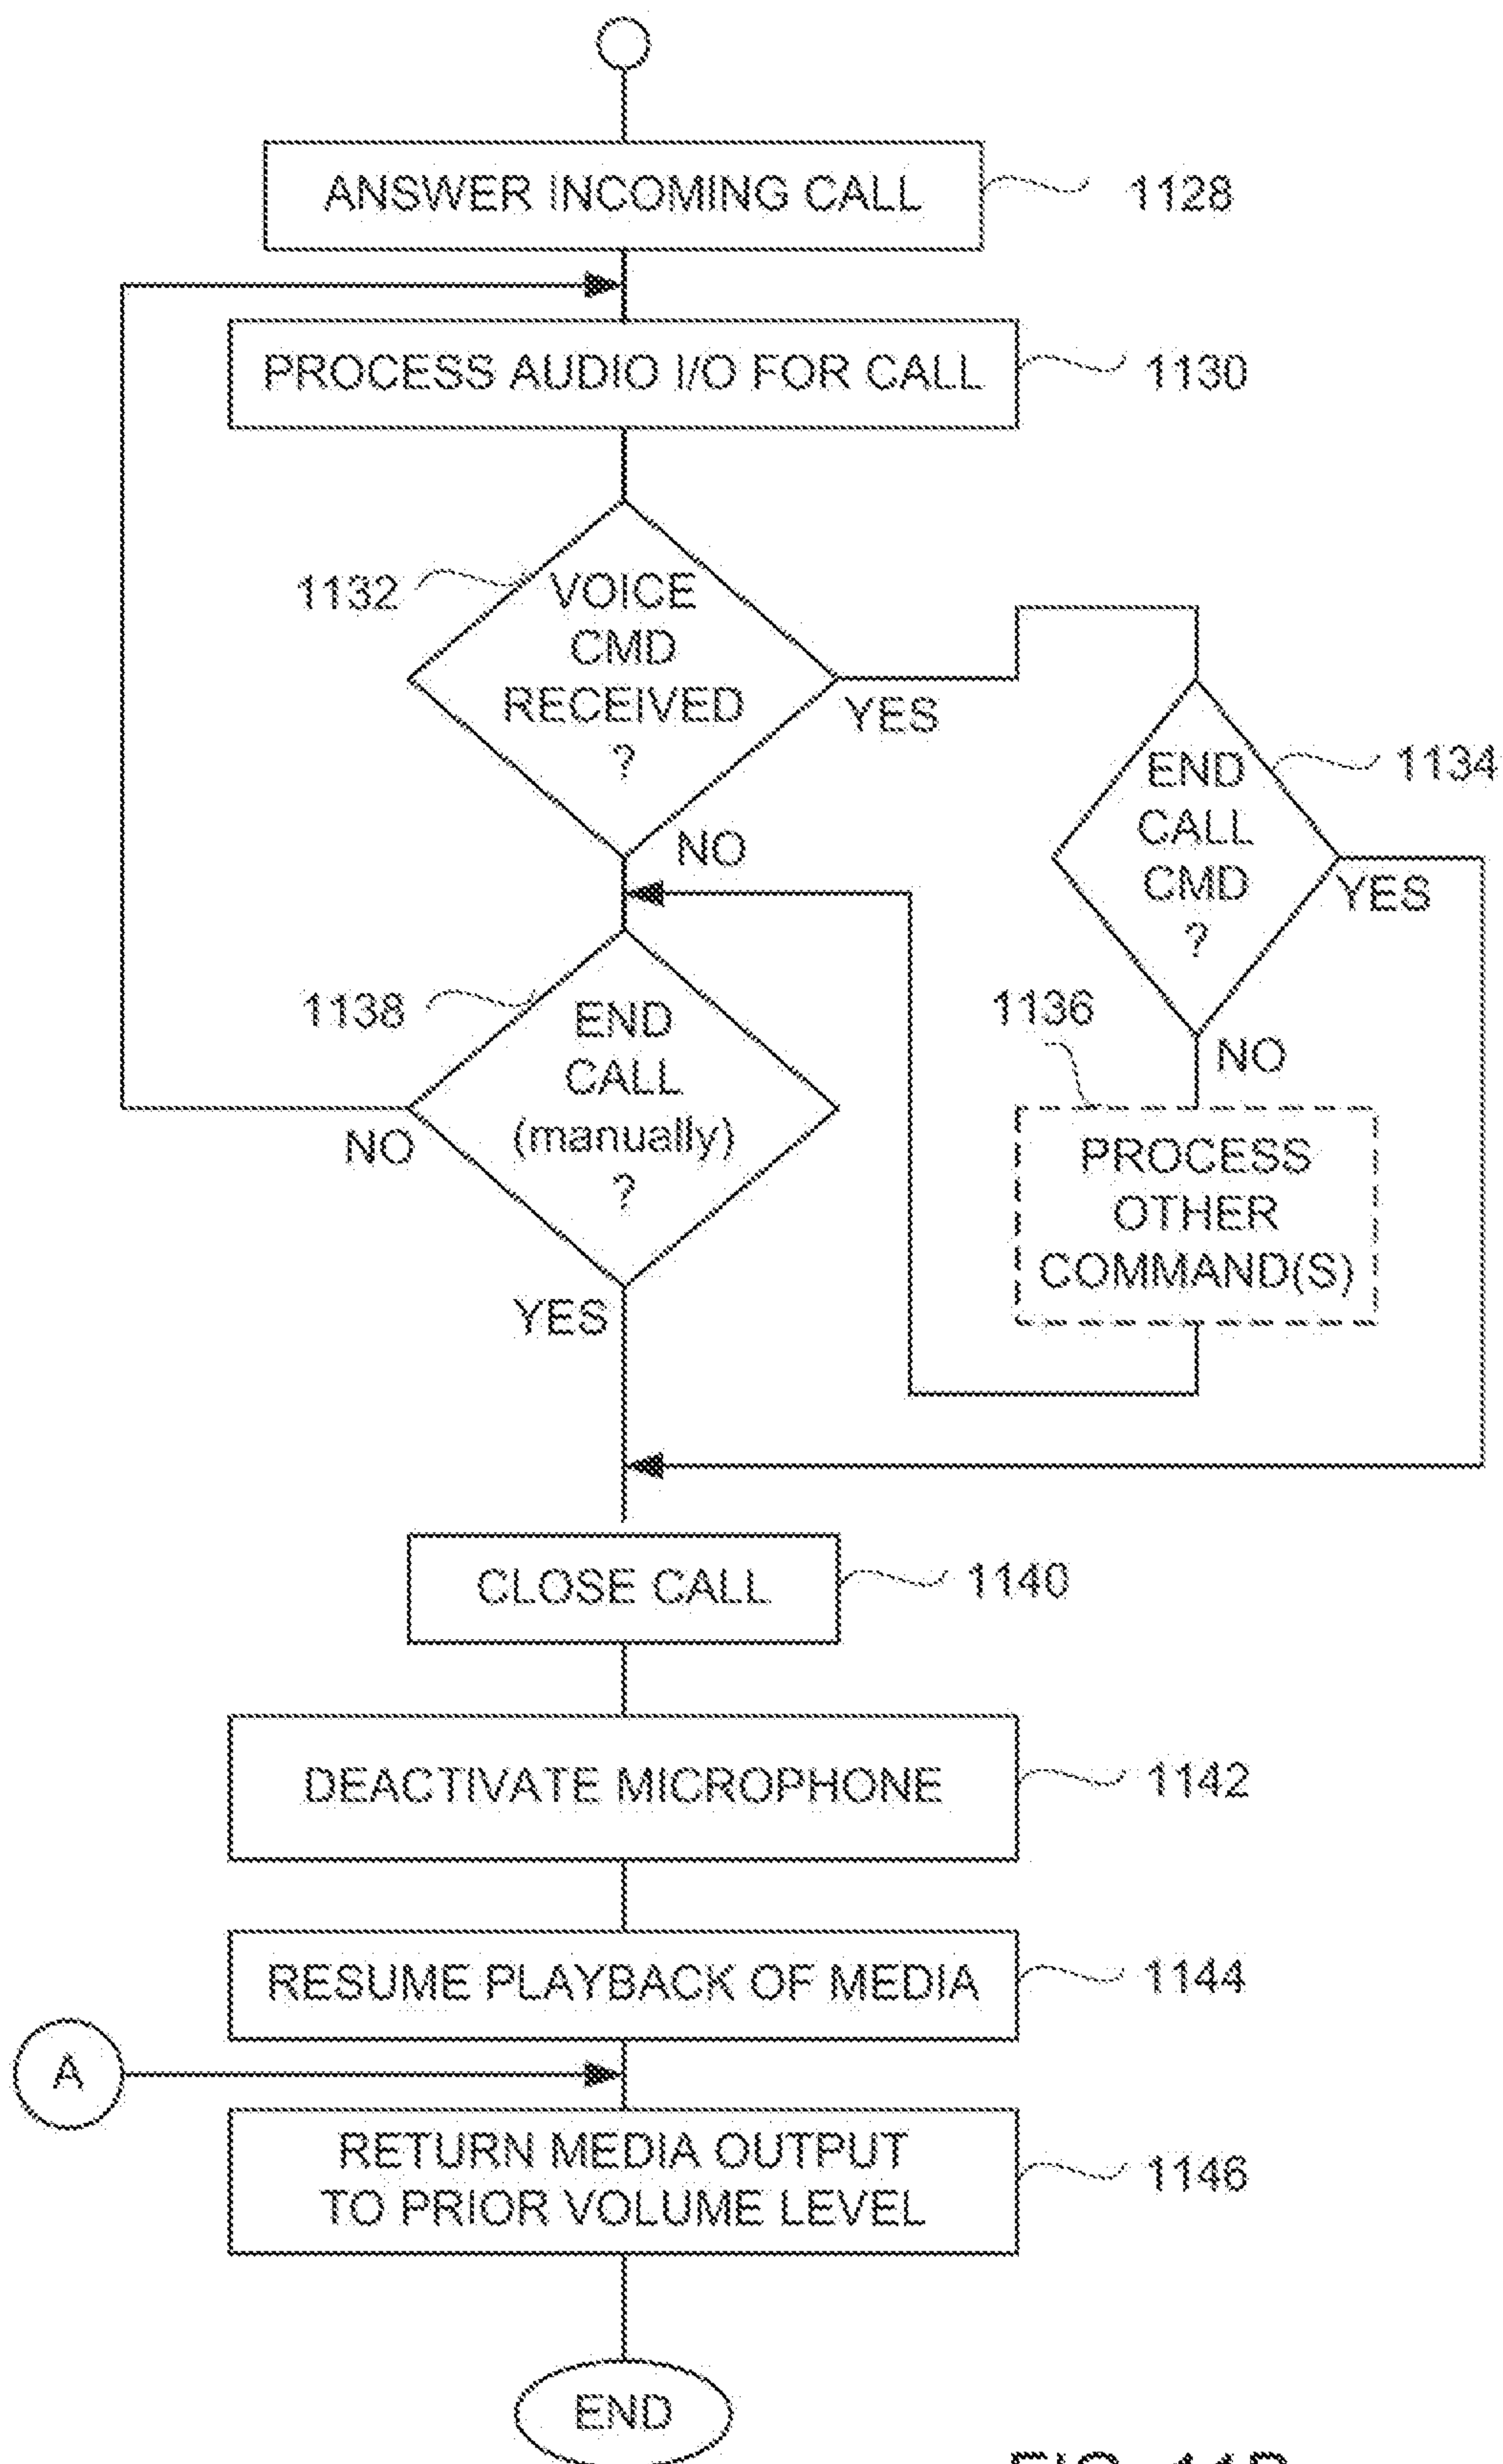 ANSWER INCOMING CALL
1128
PROCESS AUDIO I/O FOR CALL
1130
1132
VOICE
CMD
RECEIVED
?
YES
NO
END
CALL
CMD
?
1134
YES
NO
1136
PROCESS
OTHER
COMMAND(S)
1138
END
CALL
(manually)
?
NO
YES
CLOSE CALL
1140
DEACTIVATE MICROPHONE
1142
RESUME PLAYBACK OF MEDIA
1144
A
RETURN MEDIA OUTPUT
TO PRIOR VOLUME LEVEL
1146
END